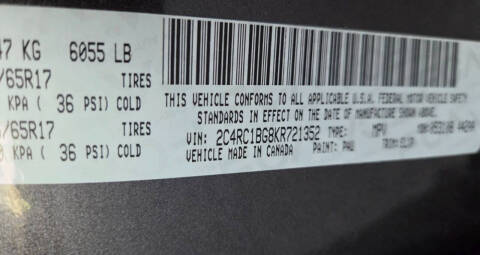 47 KG 6055 LB
/65R17 TIRES
KPA ( 36 PSI) COLD
/65R17 TIRES
KPA ( 36 PSI) COLD
THIS VEHICLE CONFORMS TO ALL APPLICABLE U.S.A. FEDERAL MOTOR VEHICLE SAFETY
STANDARDS IN EFFECT ON THE DATE OF MANUFACTURE SHOWN ABOVE.
VIN: 2C4RC1BG8KR721352 TYPE: MPV
VEHICLE MADE IN CANADA PAINT: PAU TRIM: